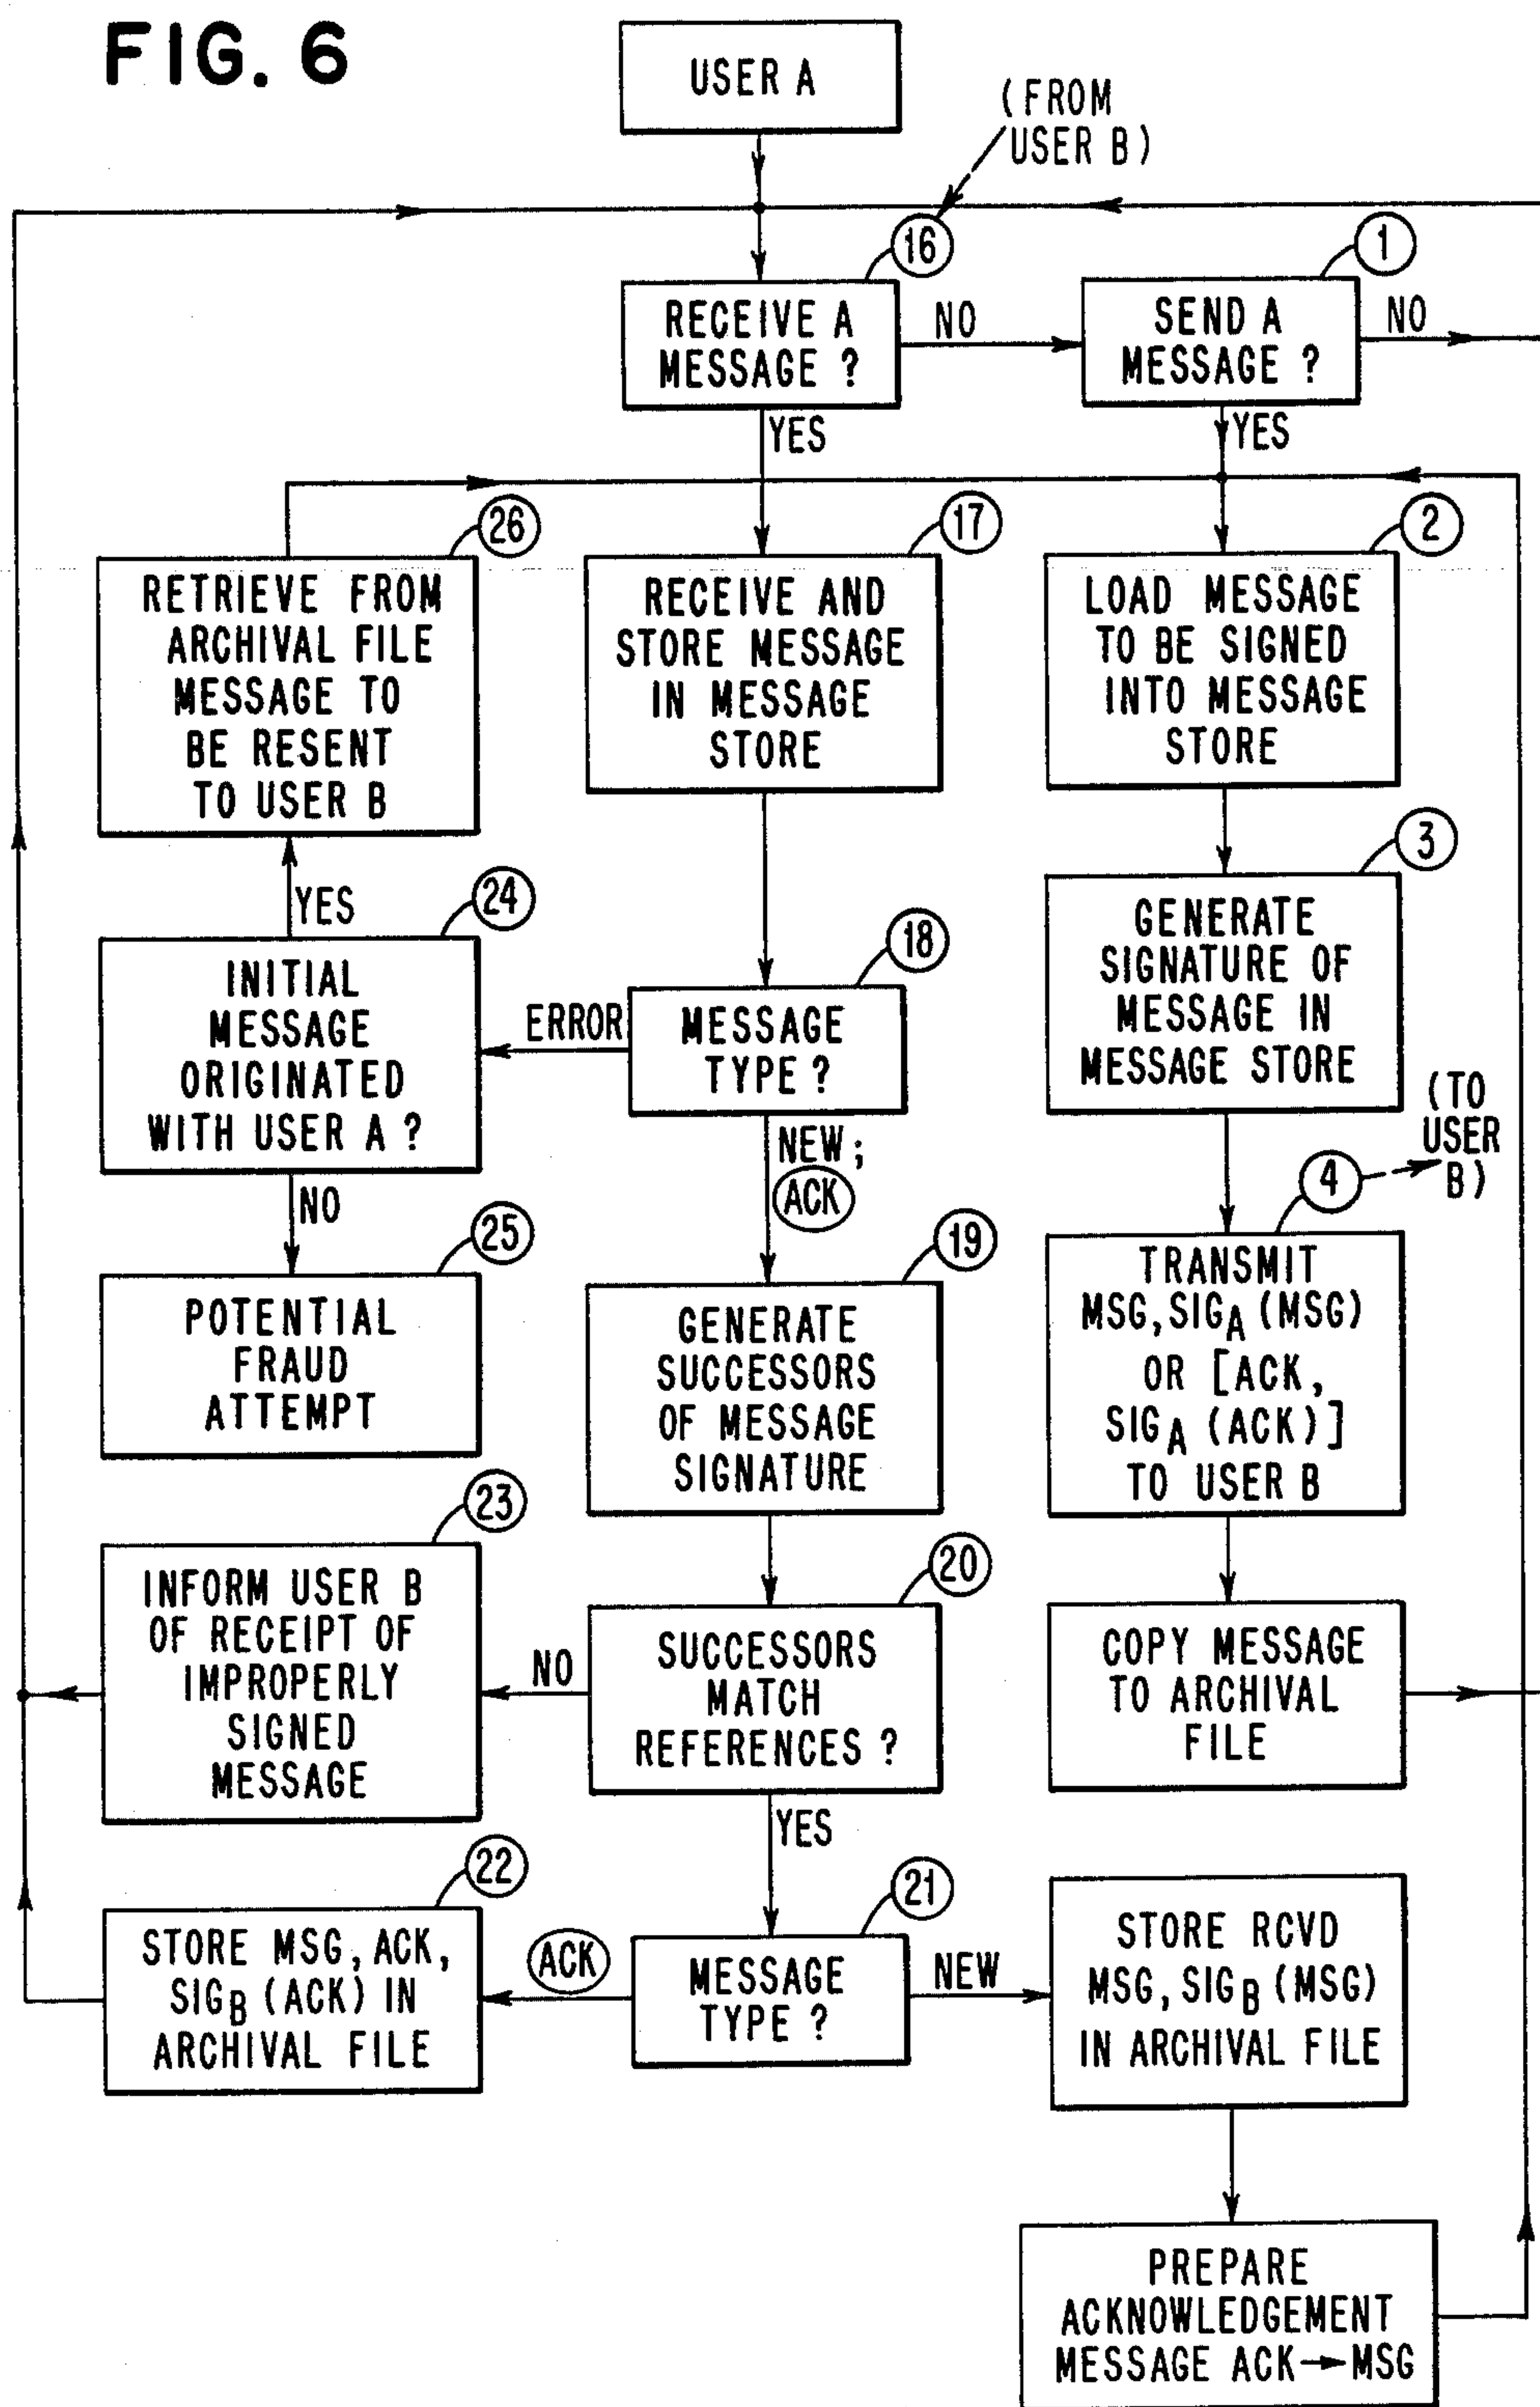 FIG. 6
USER A
(FROM
USER B)
16
1
RECEIVE A
MESSAGE ?
NO
SEND A
MESSAGE ?
NO
YES
YES
26
17
2
RETRIEVE FROM
ARCHIVAL FILE
MESSAGE TO
BE RESENT
TO USER B
RECEIVE AND
STORE MESSAGE
IN MESSAGE
STORE
LOAD MESSAGE
TO BE SIGNED
INTO MESSAGE
STORE
3
YES
24
18
GENERATE
SIGNATURE OF
MESSAGE IN
MESSAGE STORE
INITIAL
MESSAGE
ORIGINATED
WITH USER A ?
ERROR
MESSAGE
TYPE ?
(TO
USER
B)
NEW;
ACK
4
NO
25
19
POTENTIAL
FRAUD
ATTEMPT
GENERATE
SUCCESSORS
OF MESSAGE
SIGNATURE
TRANSMIT
MSG, SIGA (MSG)
OR [ACK,
SIGA (ACK)]
TO USER B
23
20
INFORM USER B
OF RECEIPT OF
IMPROPERLY
SIGNED
MESSAGE
NO
SUCCESSORS
MATCH
REFERENCES ?
COPY MESSAGE
TO ARCHIVAL
FILE
YES
22
21
STORE MSG, ACK,
SIGB (ACK) IN
ARCHIVAL FILE
ACK
MESSAGE
TYPE ?
NEW
STORE RCVD
MSG, SIGB (MSG)
IN ARCHIVAL FILE
PREPARE
ACKNOWLEDGEMENT
MESSAGE ACK→MSG